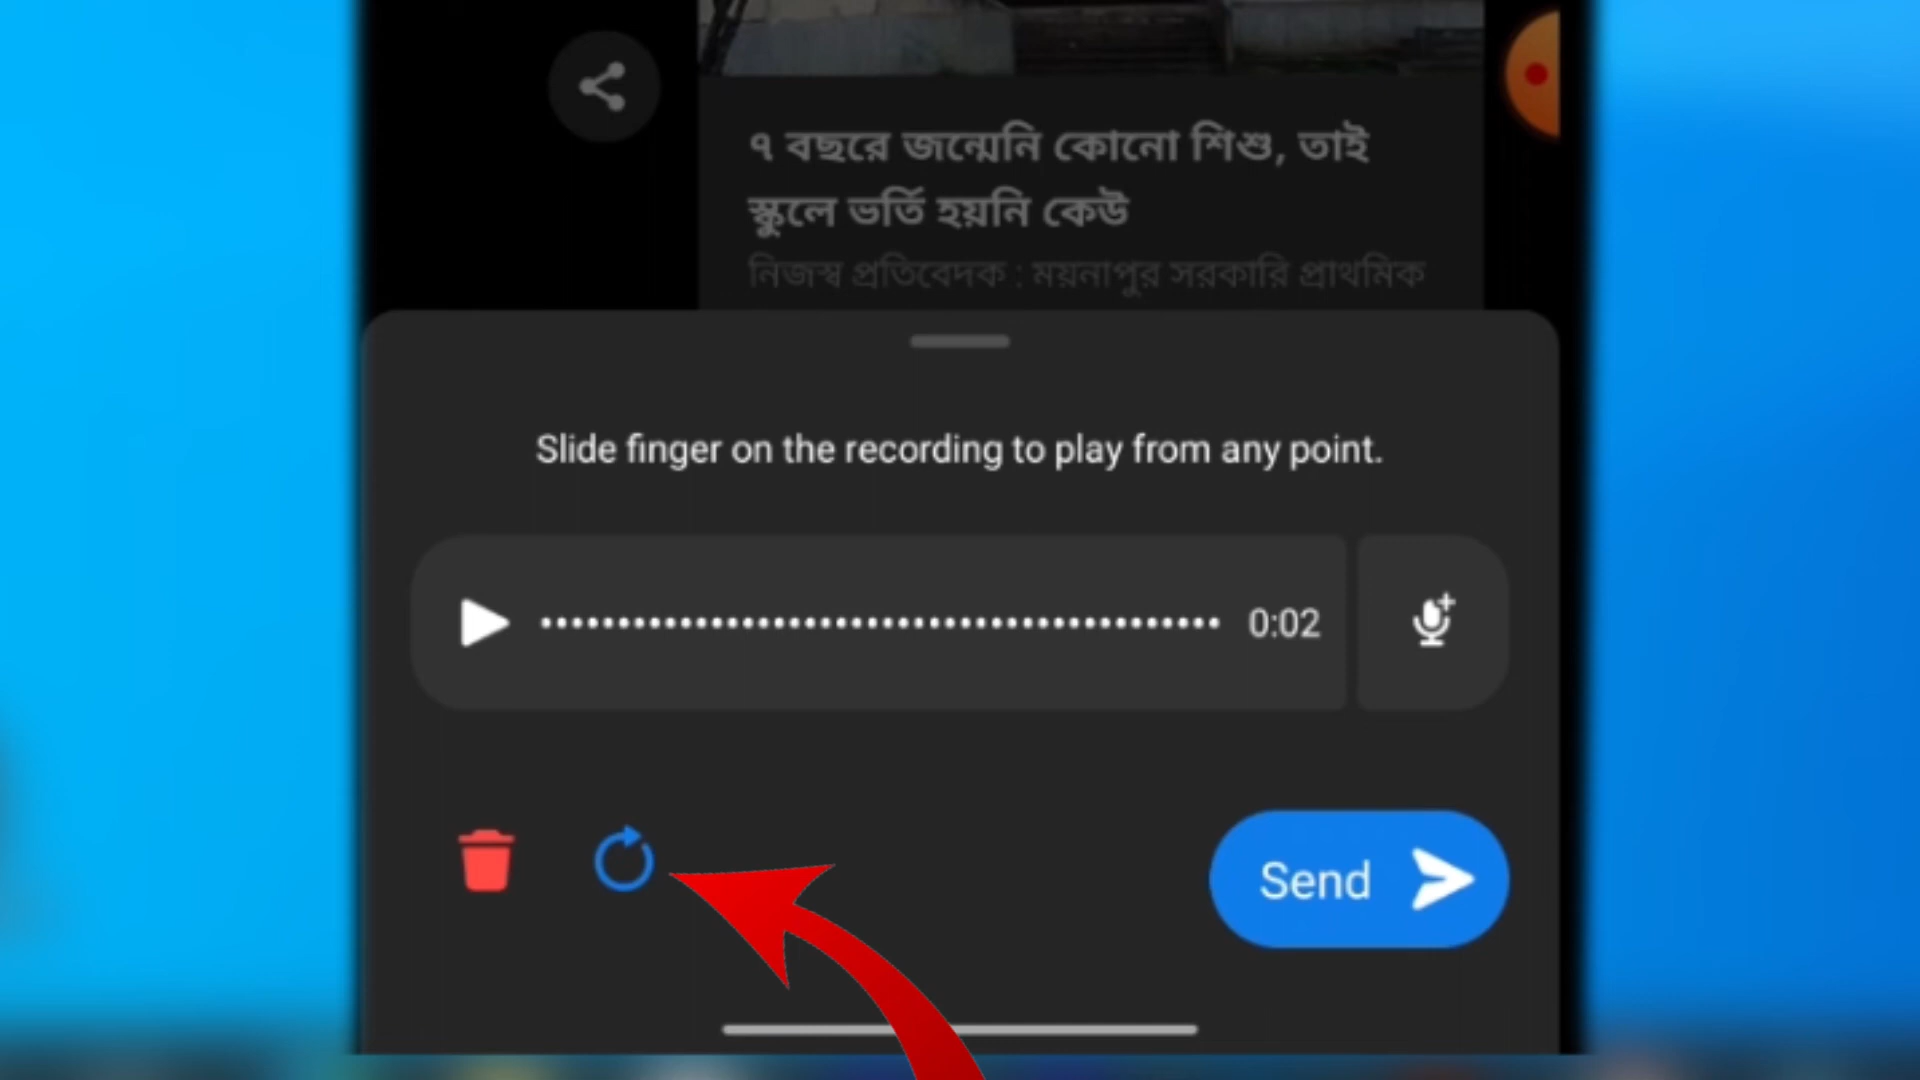 ৭ বছরে জন্মেনি কোনো শিশু, তাই
স্কুলে ভর্তি হয়নি কেউ
নিজস্ব প্রতিবেদক : ময়নাপুর সরকারি প্রাথমিক
Slide finger on the recording to play from any point.
0:02
Send